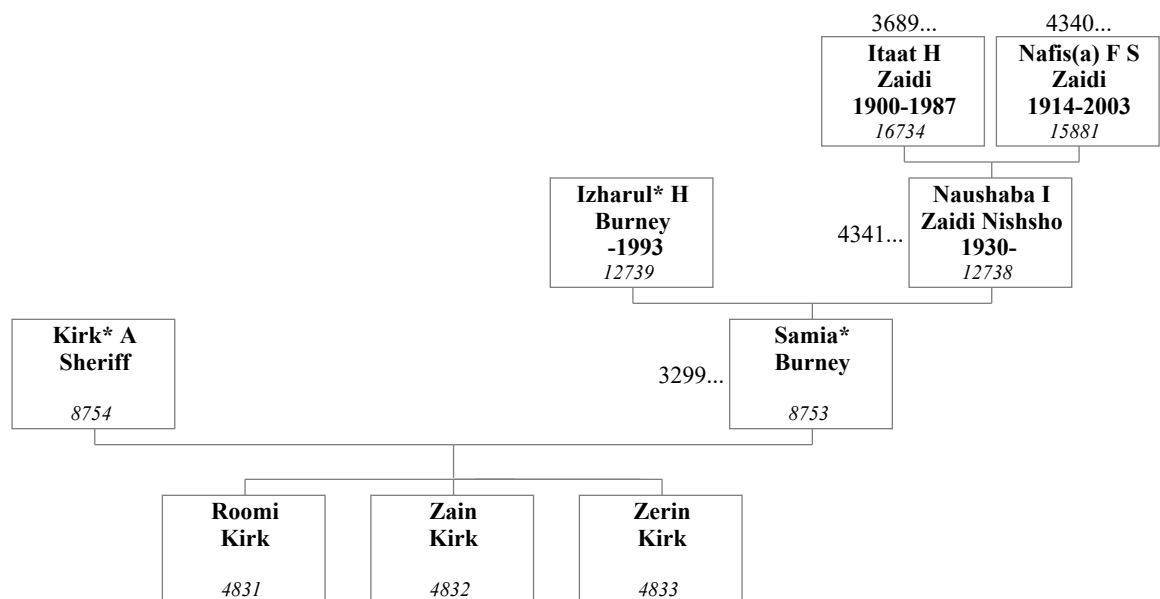 3689...
4340...
Itaat H
Zaidi
1900-1987
16734
Nafis(a) F S
Zaidi
1914-2003
15881
Izharul* H
Burney
-1993
12739
4341...
Naushaba I
Zaidi Nishsho
1930-
12738
Kirk* A
Sheriff
8754
3299...
Samia*
Burney
8753
Roomi
Kirk
4831
Zain
Kirk
4832
Zerin
Kirk
4833